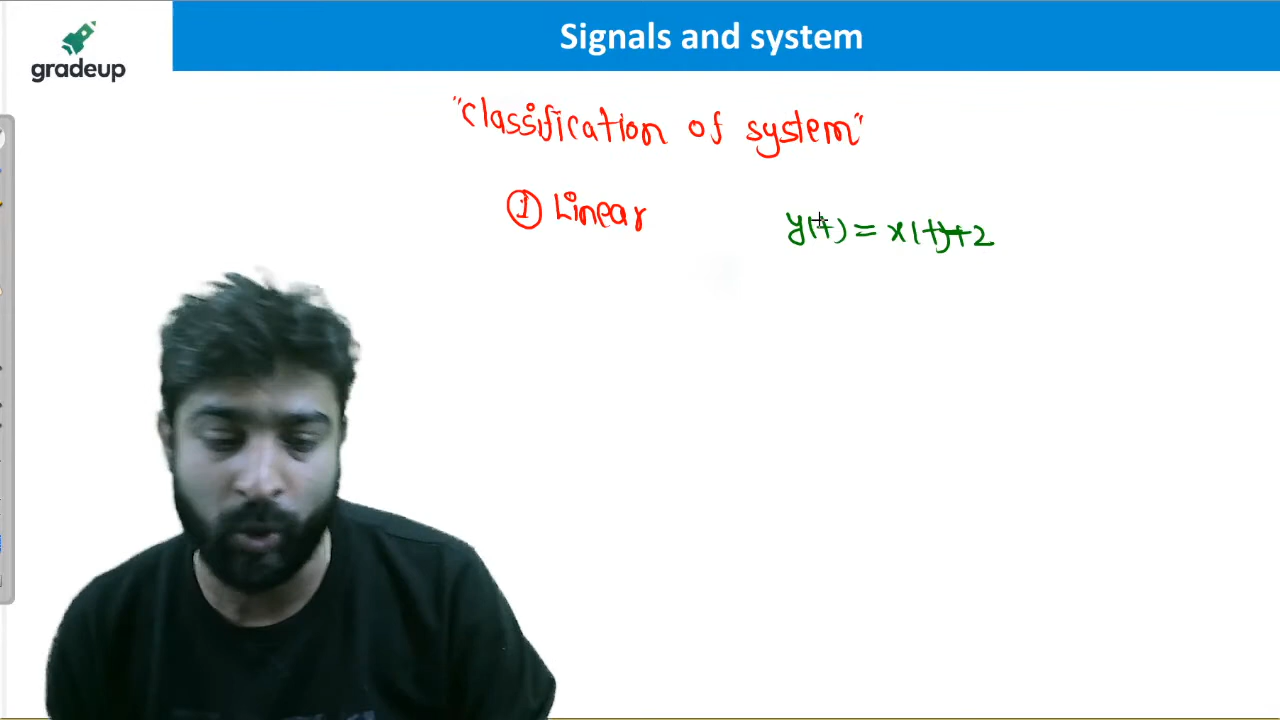 gradeup
Signals and system
"Classification of system"
① Linear
y(t) = x(t)+2